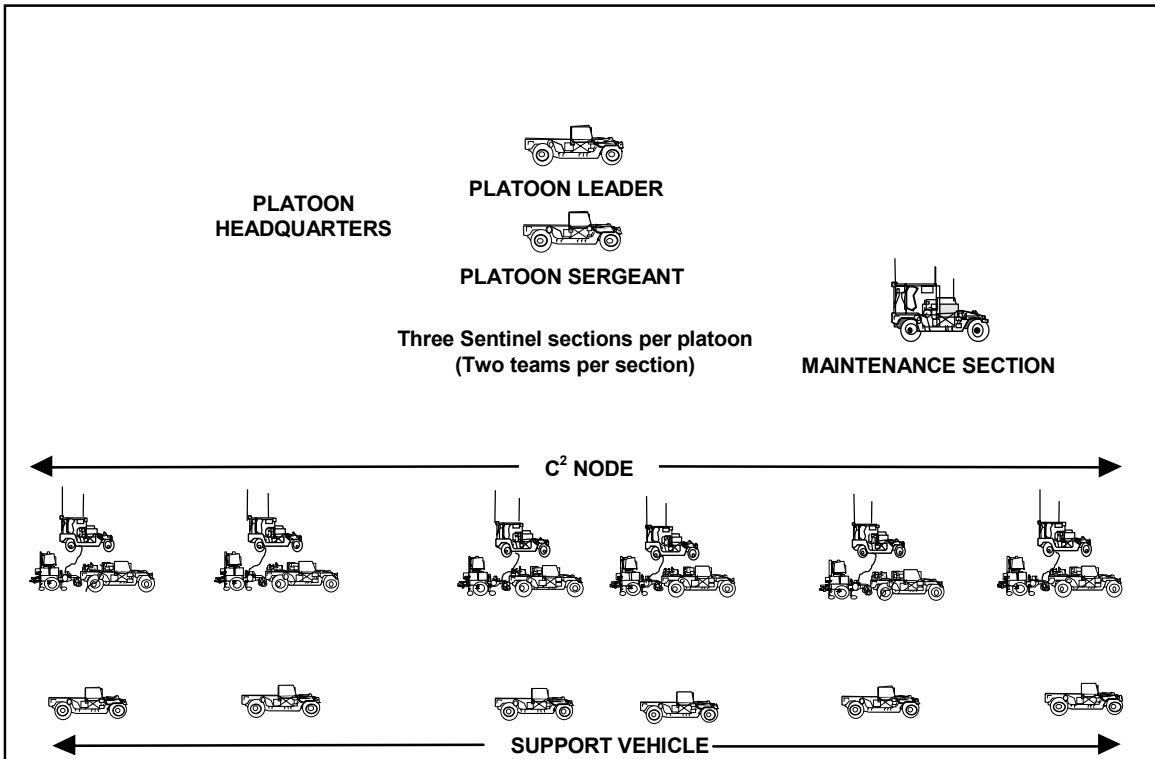 PLATOON LEADER
PLATOON
HEADQUARTERS
PLATOON SERGEANT
Three Sentinel sections per platoon
(Two teams per section)
MAINTENANCE SECTION
C² NODE
SUPPORT VEHICLE